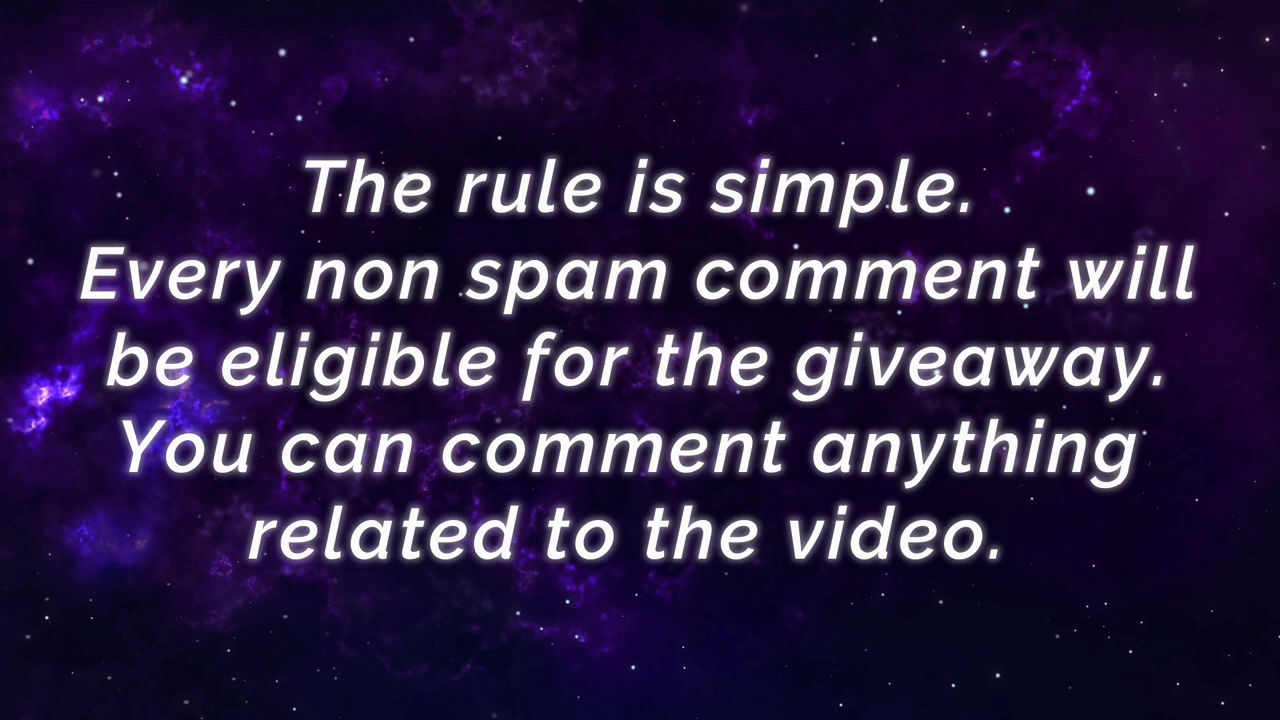 The rule is simple.
Every non spam comment will
be eligible for the giveaway.
You can comment anything
related to the video.